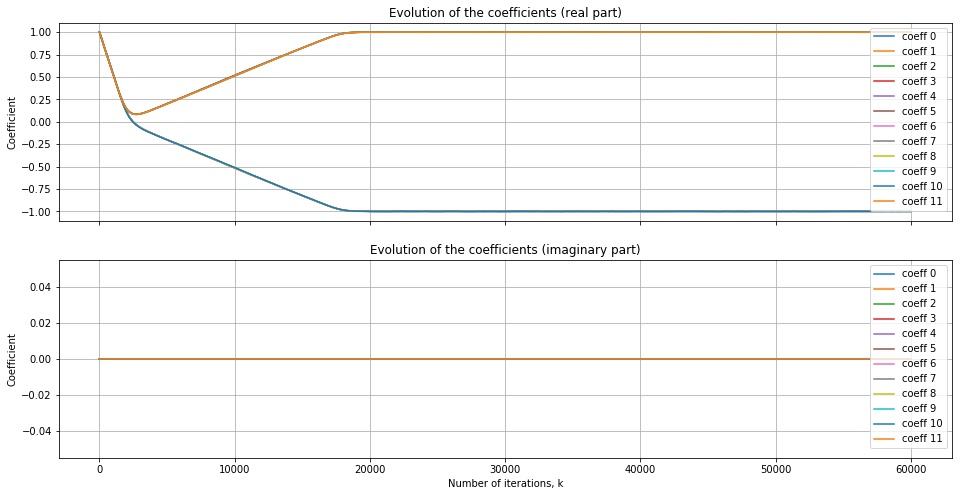 Evolution of the coefficients (real part)
1.00
0.75
0.50
0.25
0.00
−0.25
−0.50
−0.75
−1.00
Coefficient
coeff 0
coeff 1
coeff 2
coeff 3
coeff 4
coeff 5
coeff 6
coeff 7
coeff 8
coeff 9
coeff 10
coeff 11
Evolution of the coefficients (imaginary part)
0.04
0.02
0.00
−0.02
−0.04
Coefficient
coeff 0
coeff 1
coeff 2
coeff 3
coeff 4
coeff 5
coeff 6
coeff 7
coeff 8
coeff 9
coeff 10
coeff 11
0 10000 20000 30000 40000 50000 60000
Number of iterations, k